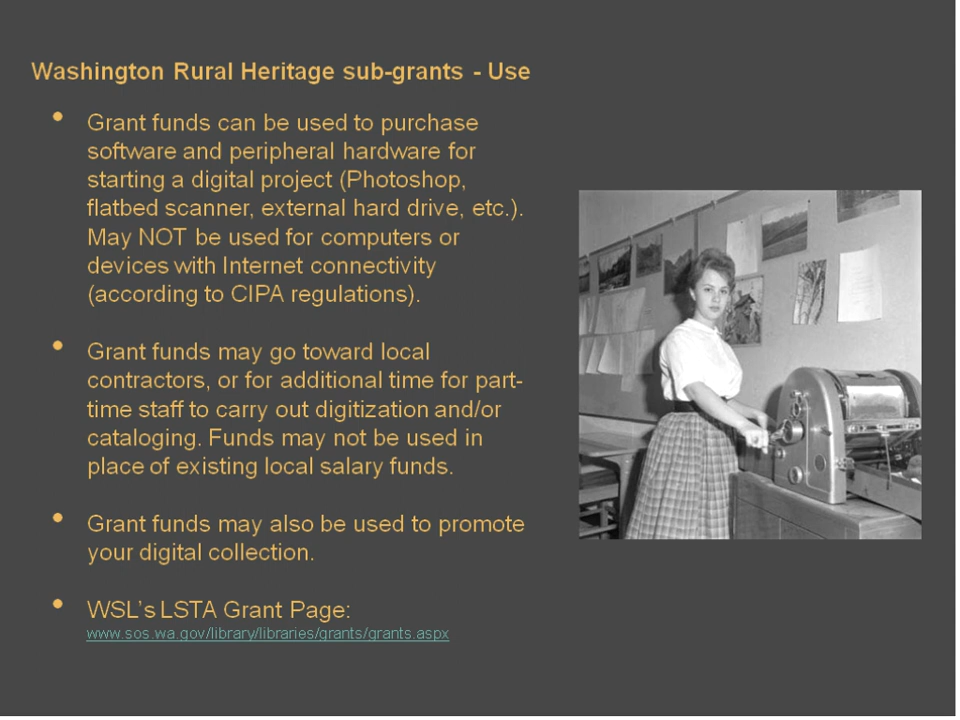 Washington Rural Heritage sub-grants - Use
• Grant funds can be used to purchase
software and peripheral hardware for
starting a digital project (Photoshop,
flatbed scanner, external hard drive, etc.).
May NOT be used for computers or
devices with Internet connectivity
(according to CIPA regulations).
• Grant funds may go toward local
contractors, or for additional time for part-
time staff to carry out digitization and/or
cataloging. Funds may not be used in
place of existing local salary funds.
• Grant funds may also be used to promote
your digital collection.
• WSL's LSTA Grant Page:
www.sos.wa.gov/library/libraries/grants/grants.aspx